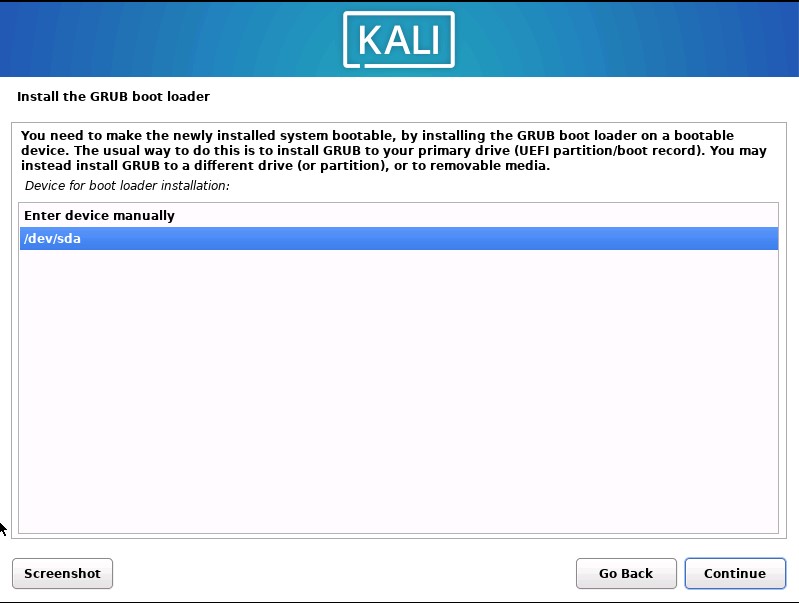 KALI
Install the GRUB boot loader
You need to make the newly installed system bootable, by installing the GRUB boot loader on a bootable
device. The usual way to do this is to install GRUB to your primary drive (UEFI partition/boot record). You may
instead install GRUB to a different drive (or partition), or to removable media.
Device for boot loader installation:
Enter device manually
/dev/sda
Screenshot
Go Back
Continue